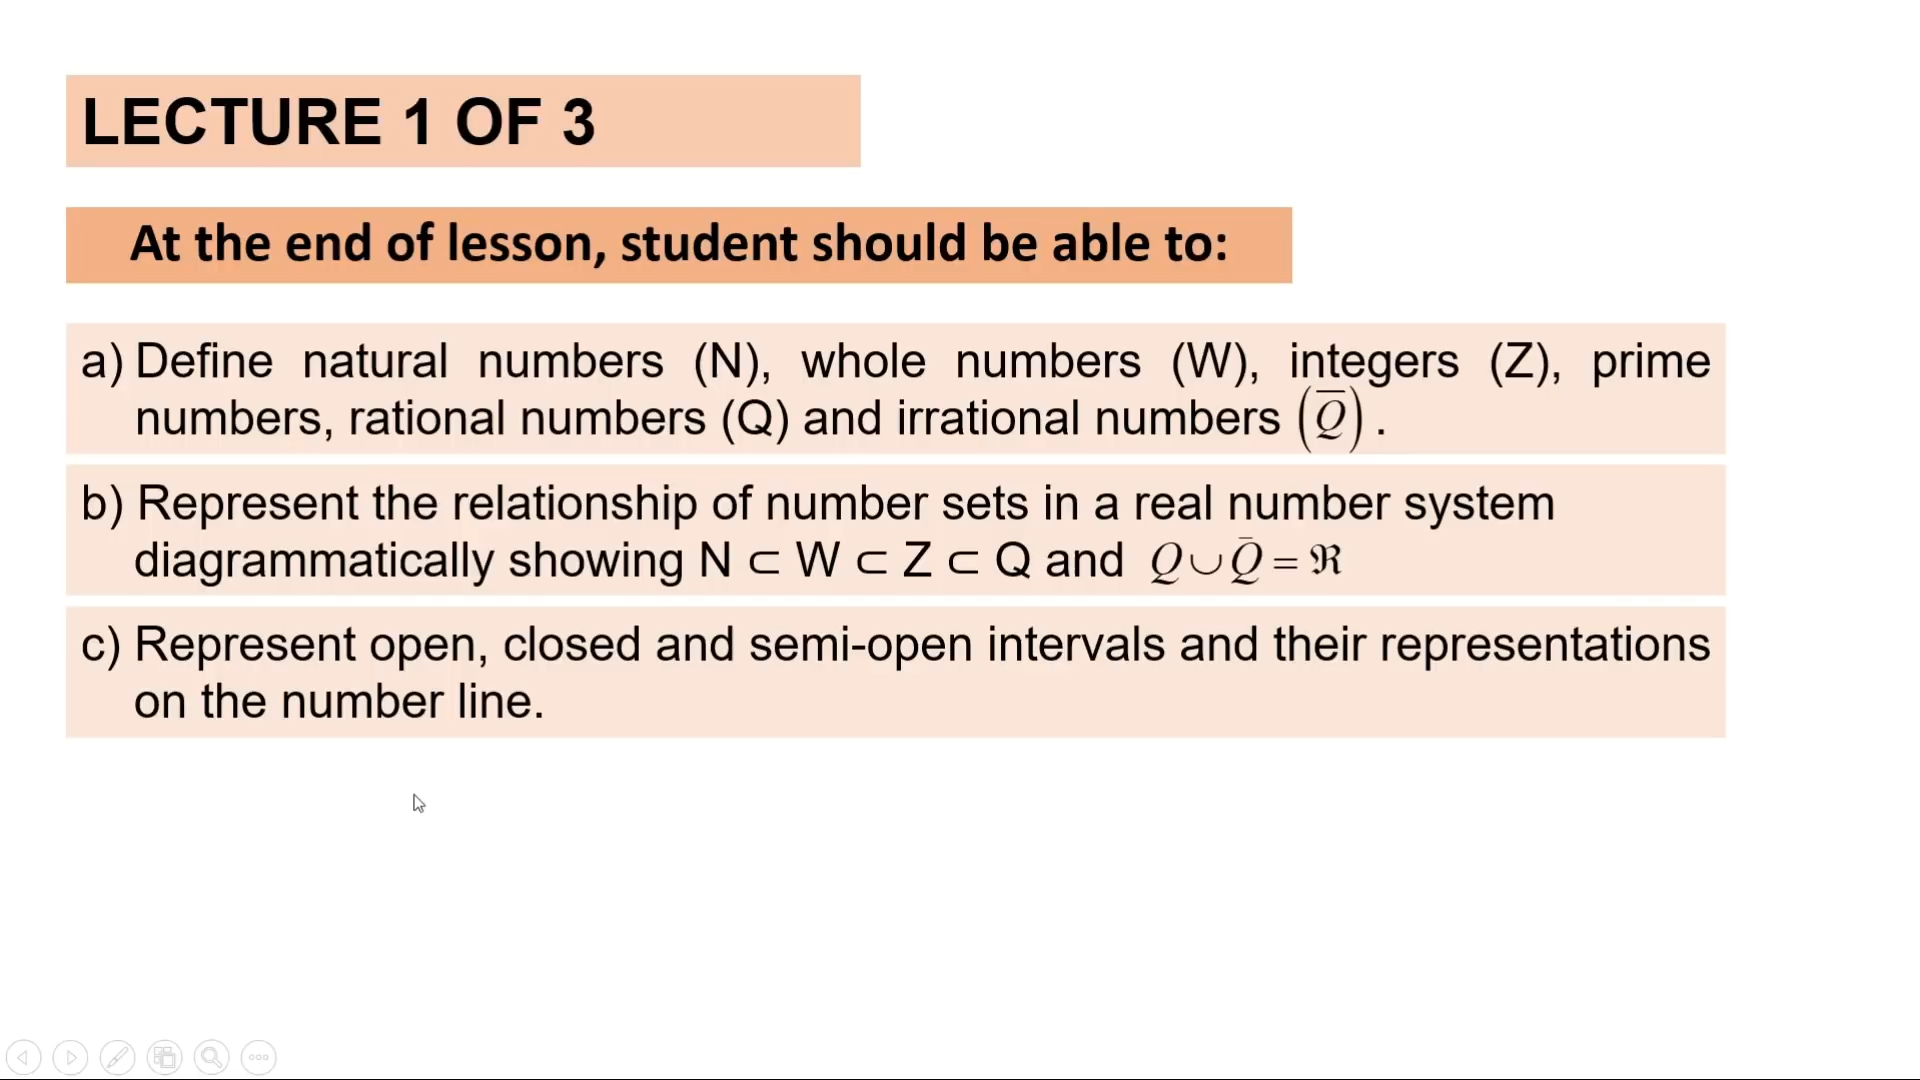 LECTURE 1 OF 3
At the end of lesson, student should be able to:
a) Define natural numbers (N), whole numbers (W), integers (Z), prime
numbers, rational numbers (Q) and irrational numbers (Q̅) .
b) Represent the relationship of number sets in a real number system
diagrammatically showing N ⊂ W ⊂ Z ⊂ Q and Q∪Q̅ = ℜ
c) Represent open, closed and semi-open intervals and their representations
on the number line.